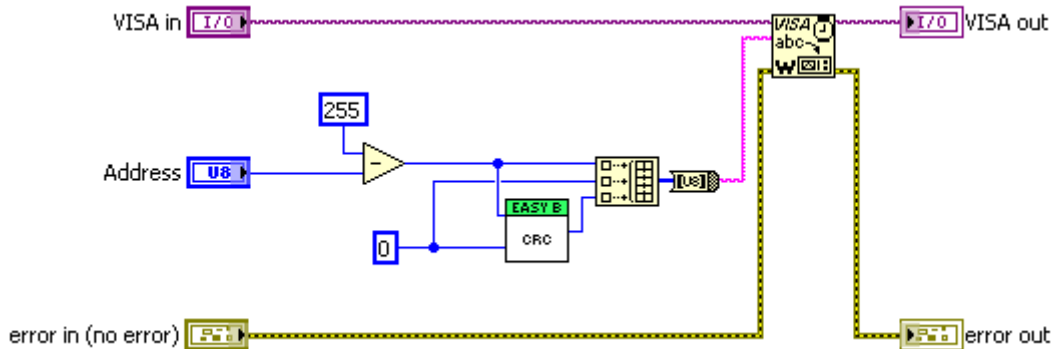 VISA in
I/O
VISA
abc
W
I/O
VISA out
255
Address
U8
-
[U8]
EASY B
CRC
0
error in (no error)
error out